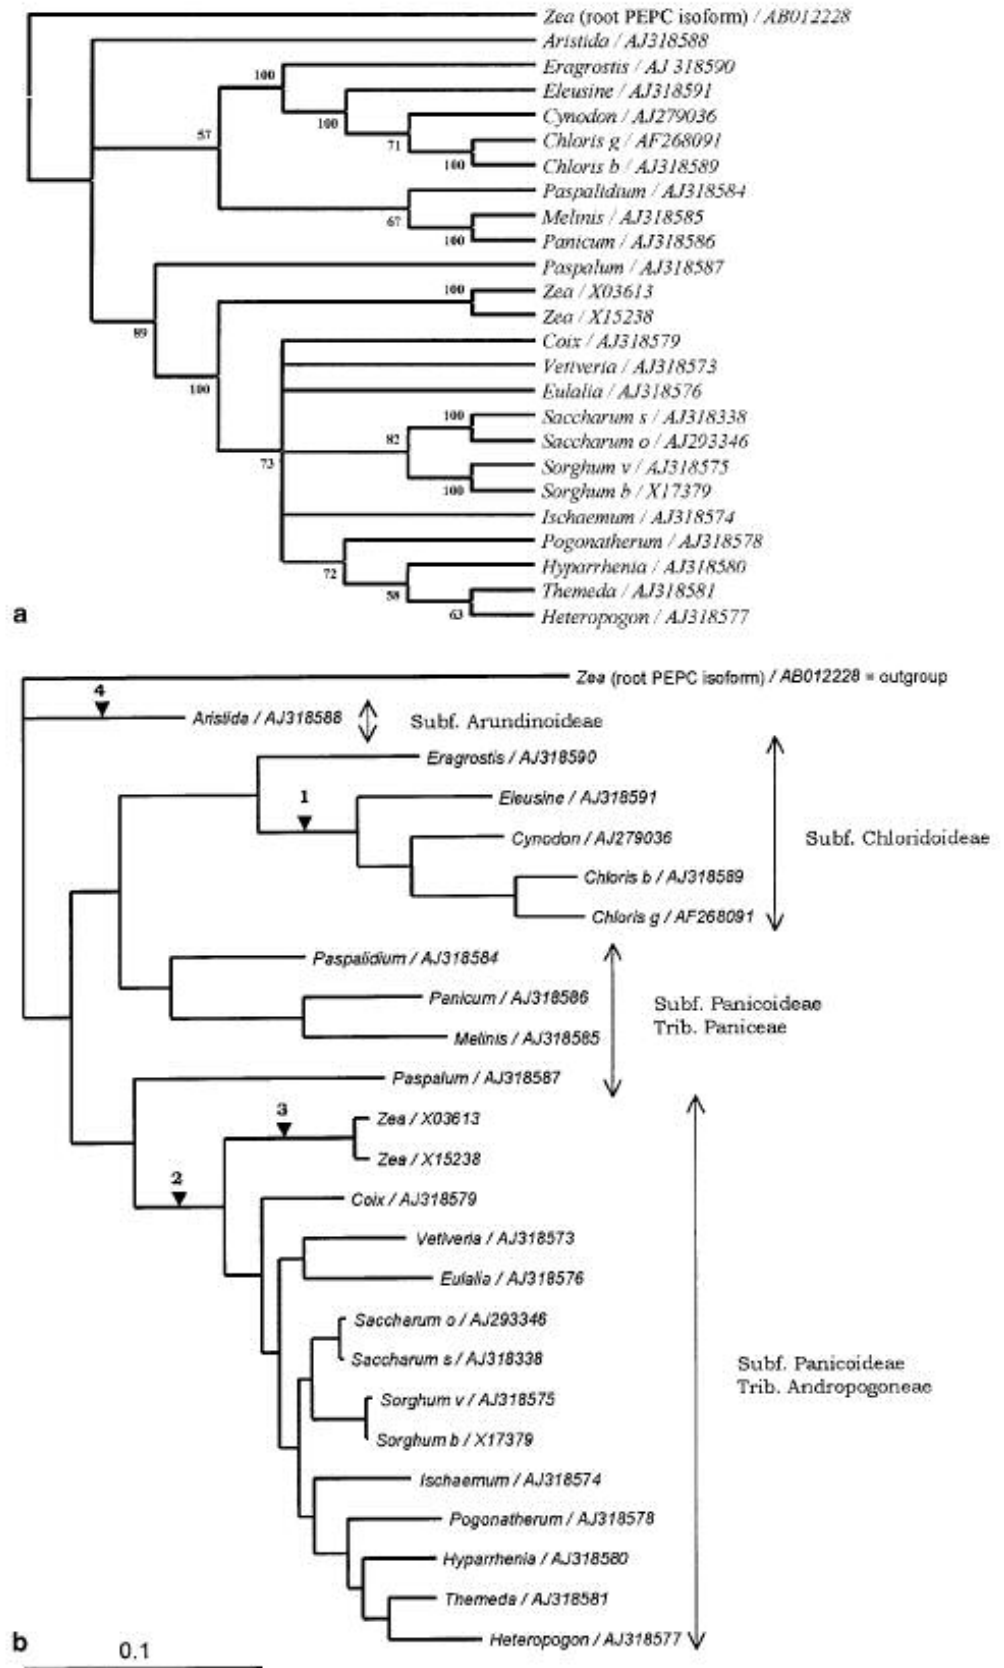 Zea (root PEPC isoform) / AB012228
Aristida / AJ318588
100
Eragrostis / AJ 318590
Eleusine / AJ318591
100
Cynodon / AJ279036
57
71
Chloris g / AF268091
100
Chloris b / AJ318589
Paspalidium / AJ318584
67
Melinis / AJ318585
100
Panicum / AJ318586
Paspalum / AJ318587
100
Zea / X03613
89
Zea / X15238
Coix / AJ318579
Vetiveria / AJ318573
100
Eulalia / AJ318576
100
Saccharum s / AJ318338
82
Saccharum o / AJ293346
73
Sorghum v / AJ318575
100
Sorghum b / X17379
Ischaemum / AJ318574
Pogonatherum / AJ318578
72
Hyparrhenia / AJ318580
58
Themeda / AJ318581
63
Heteropogon / AJ318577
a
Zea (root PEPC isoform) / AB012228 = outgroup
4
Aristida / AJ318588
Subf. Arundinoideae
Eragrostis / AJ318590
1
Eleusine / AJ318591
Cynodon / AJ279036
Subf. Chloridoideae
Chloris b / AJ318589
Chloris g / AF268091
Paspalidium / AJ318584
Panicum / AJ318586
Subf. Panicoideae
Trib. Paniceae
Melinis / AJ318585
Paspalum / AJ318587
3
Zea / X03613
Zea / X15238
2
Coix / AJ318579
Vetiveria / AJ318573
Eulalia / AJ318576
Saccharum o / AJ293346
Saccharum s / AJ318338
Subf. Panicoideae
Trib. Andropogoneae
Sorghum v / AJ318575
Sorghum b / X17379
Ischaemum / AJ318574
Pogonatherum / AJ318578
Hyparrhenia / AJ318580
Themeda / AJ318581
Heteropogon / AJ318577
b
0.1